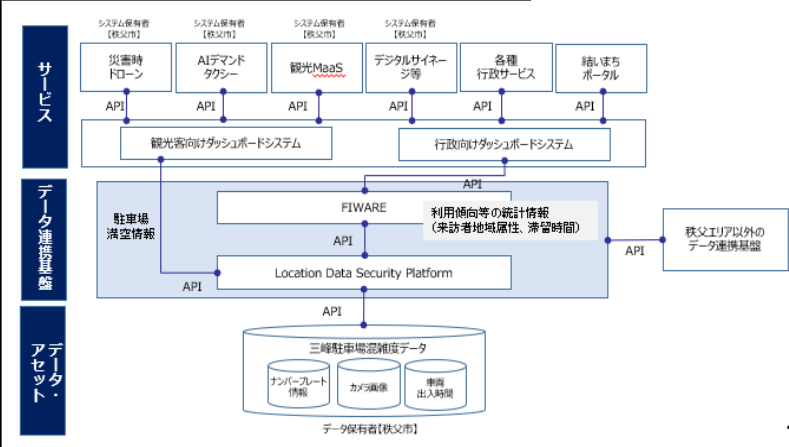 システム保有者
【秩父市】
システム保有者
【秩父市】
システム保有者
【秩父市】
システム保有者
【秩父市】
サービス
災害時
ドローン
AIデマンド
タクシー
観光MaaS
デジタルサイネー
ジ等
各種
行政サービス
結いまち
ポータル
API
API
API
API
API
API
観光客向けダッシュボードシステム
行政向けダッシュボードシステム
データ連携基盤
駐車場
満空情報
API
FIWARE
利用傾向等の統計情報
（来訪者地域属性、滞留時間）
API
Location Data Security Platform
API
API
秩父エリア以外の
データ連携基盤
データ・
アセット
API
三峰駐車場混雑度データ
ナンバープレート
情報
カメラ画像
車両
出入時間
データ保有者【秩父市】